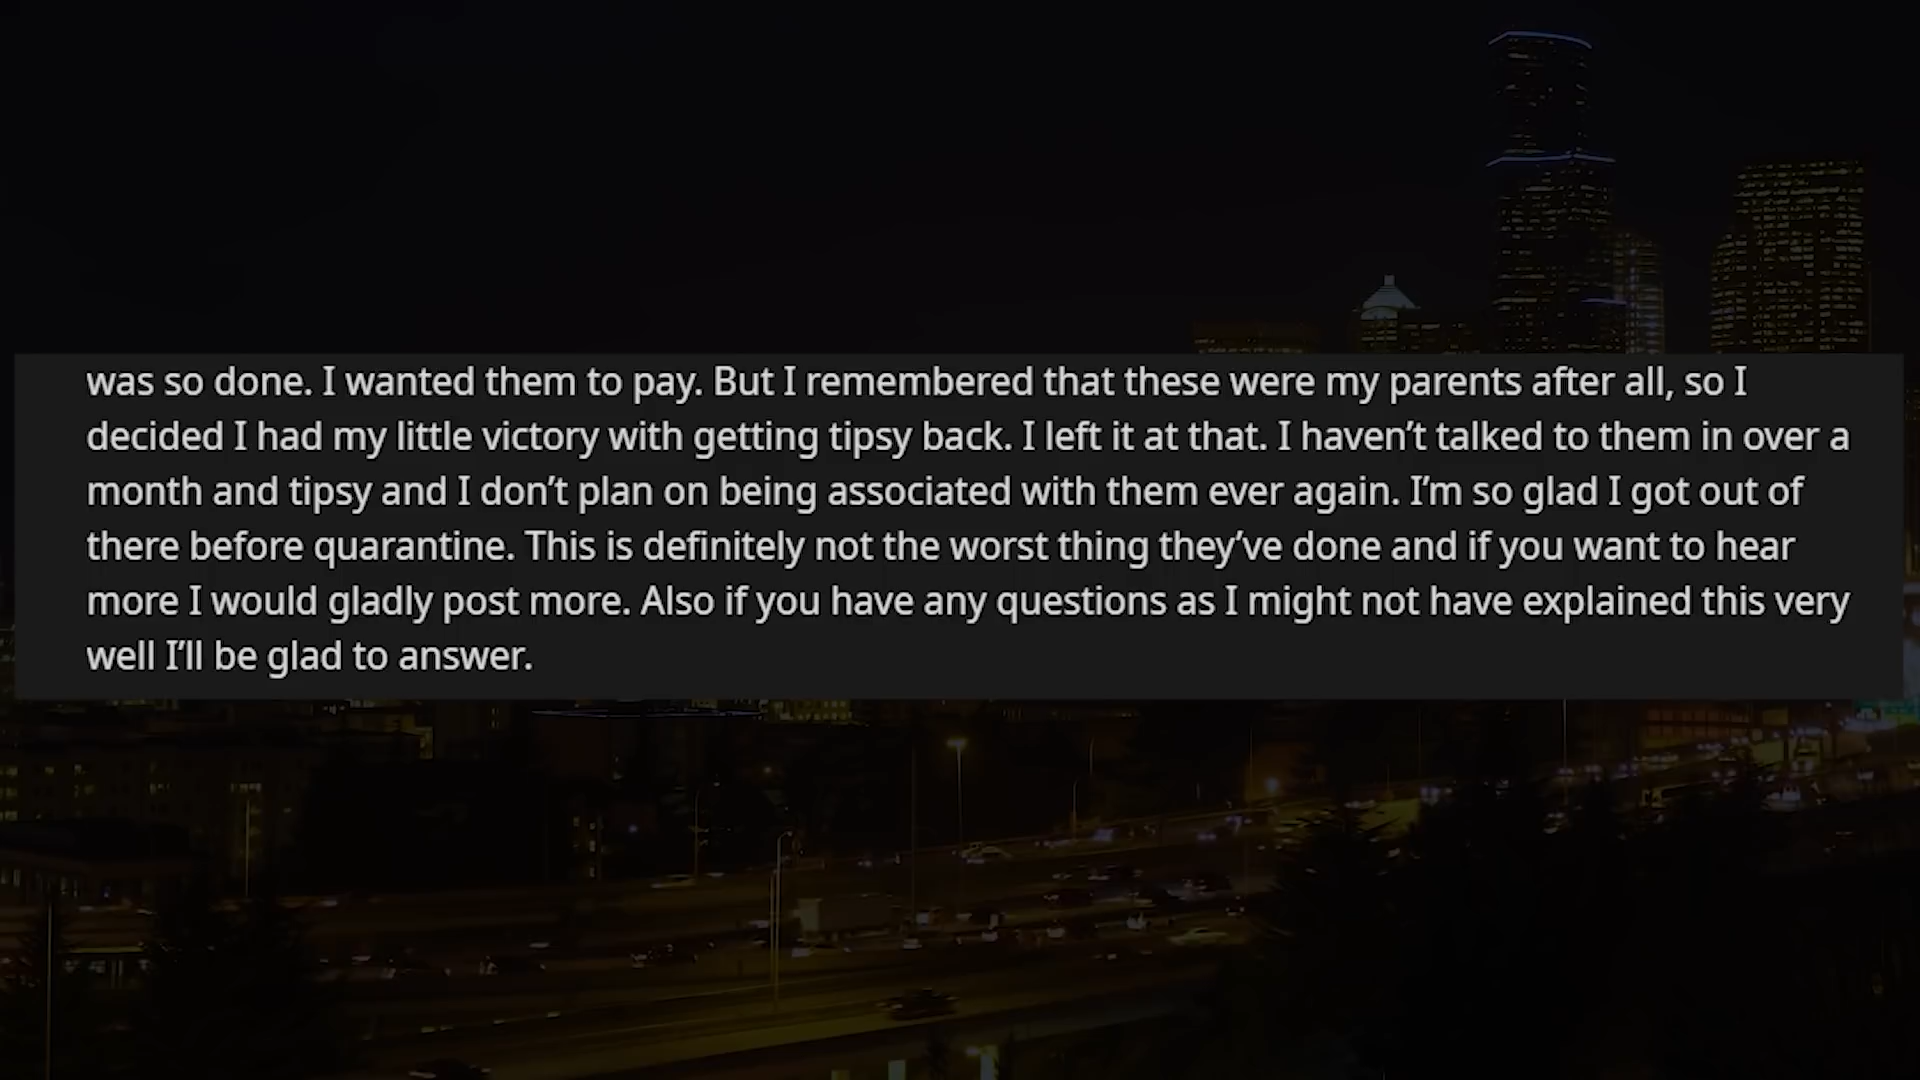 was so done. I wanted them to pay. But I remembered that these were my parents after all, so I
decided I had my little victory with getting tipsy back. I left it at that. I haven’t talked to them in over a
month and tipsy and I don’t plan on being associated with them ever again. I’m so glad I got out of
there before quarantine. This is definitely not the worst thing they’ve done and if you want to hear
more I would gladly post more. Also if you have any questions as I might not have explained this very
well I’ll be glad to answer.